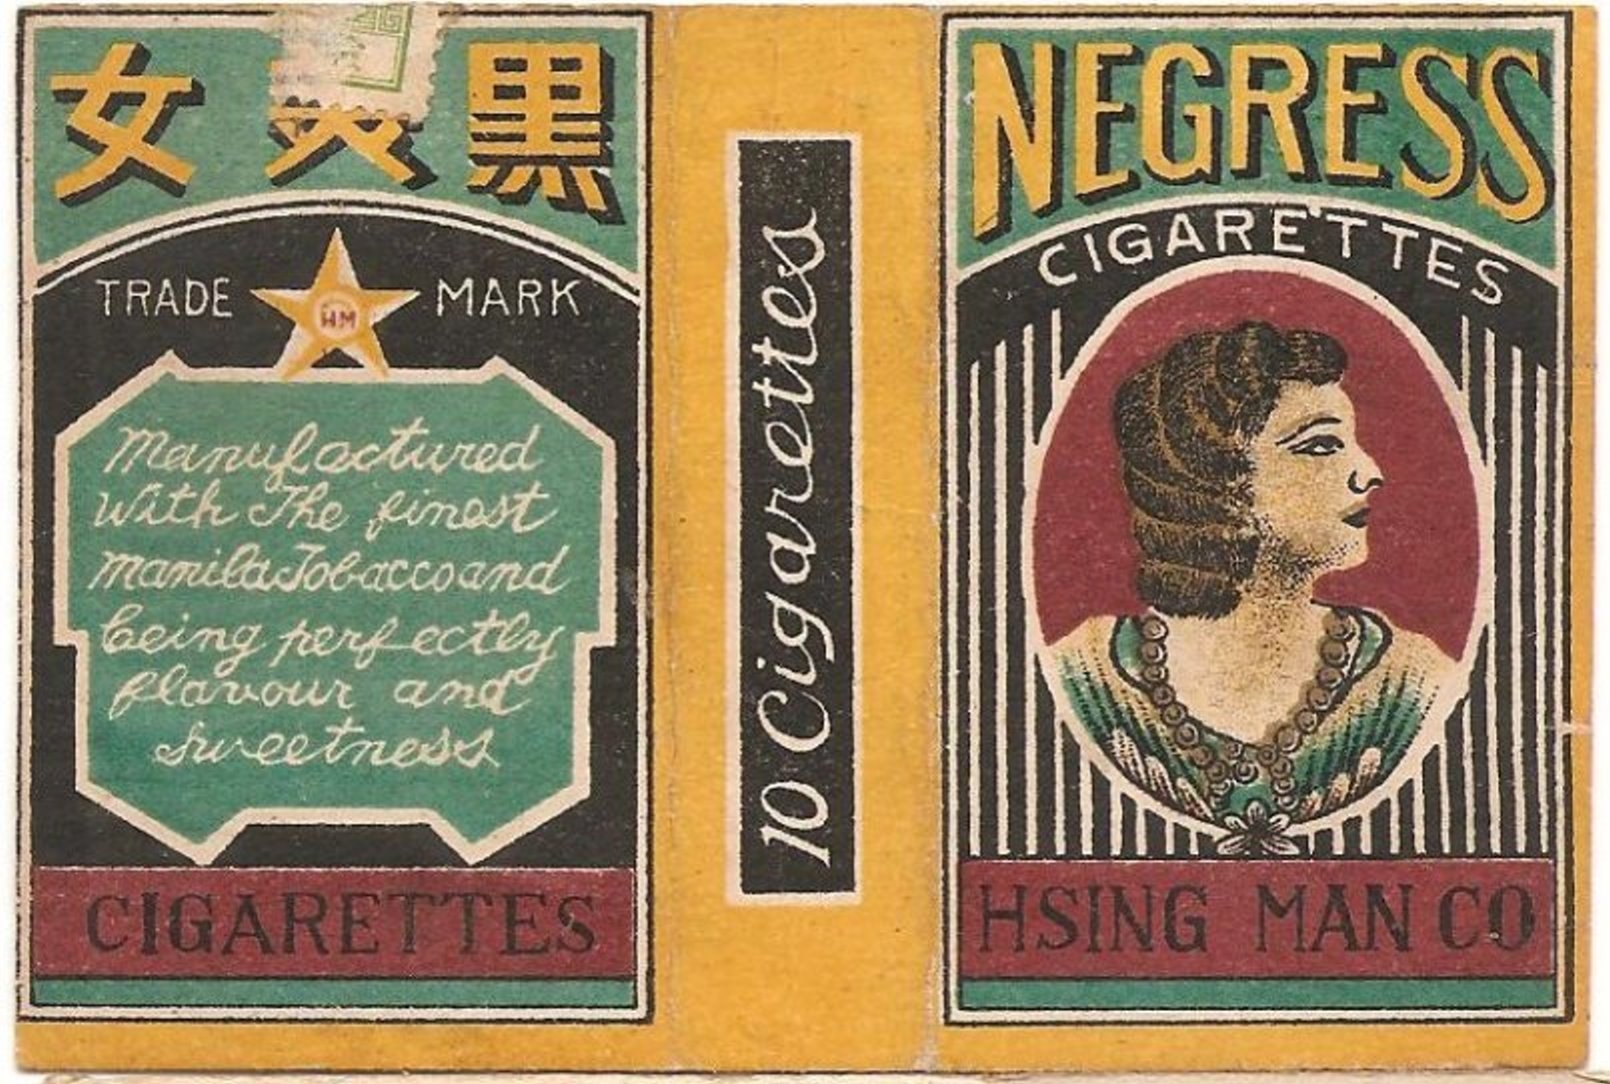 黑 女
TRADE MARK
HM
Manufactured
With The finest
Manila Tobacco and
being perfectly
flavour and
sweetness
CIGARETTES
10 Cigarettes
NEGRESS
CIGARETTES
HSING MAN CO